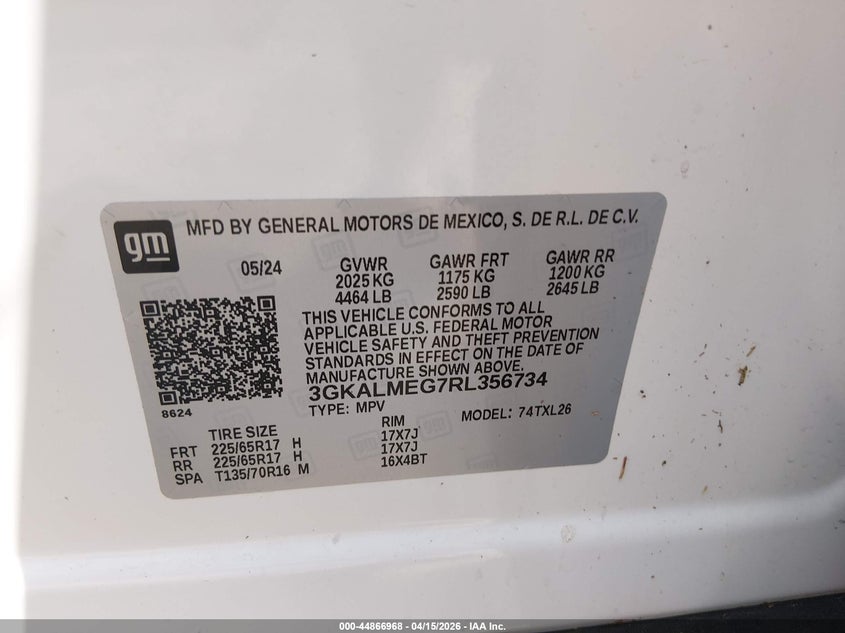 gm
MFD BY GENERAL MOTORS DE MEXICO, S. DE R.L. DE C.V.
05/24 GVWR GAWR FRT GAWR RR
2025 KG 1175 KG 1200 KG
4464 LB 2590 LB 2645 LB
THIS VEHICLE CONFORMS TO ALL
APPLICABLE U.S. FEDERAL MOTOR
VEHICLE SAFETY AND THEFT PREVENTION
STANDARDS IN EFFECT ON THE DATE OF
MANUFACTURE SHOWN ABOVE.
8624
3GKALMEG7RL356734
TYPE: MPV MODEL: 74TXL26
TIRE SIZE RIM
FRT 225/65R17 H 17X7J
RR 225/65R17 H 17X7J
SPA T135/70R16 M 16X4BT
000-44866968 - 04/15/2026 - IAA Inc.